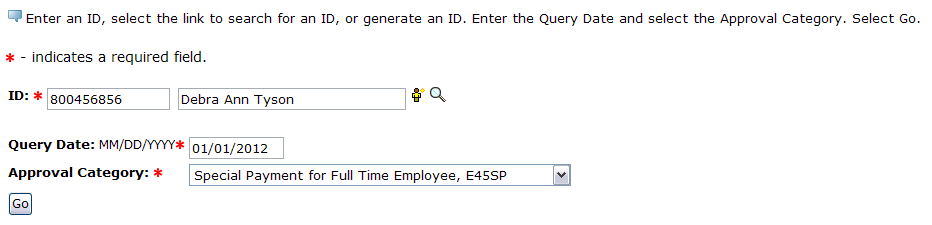 Enter an ID, select the link to search for an ID, or generate an ID. Enter the Query Date and select the Approval Category. Select Go.
* - indicates a required field.
ID: * 800456856 Debra Ann Tyson
Query Date: MM/DD/YYYY* 01/01/2012
Approval Category: * Special Payment for Full Time Employee, E45SP
Go